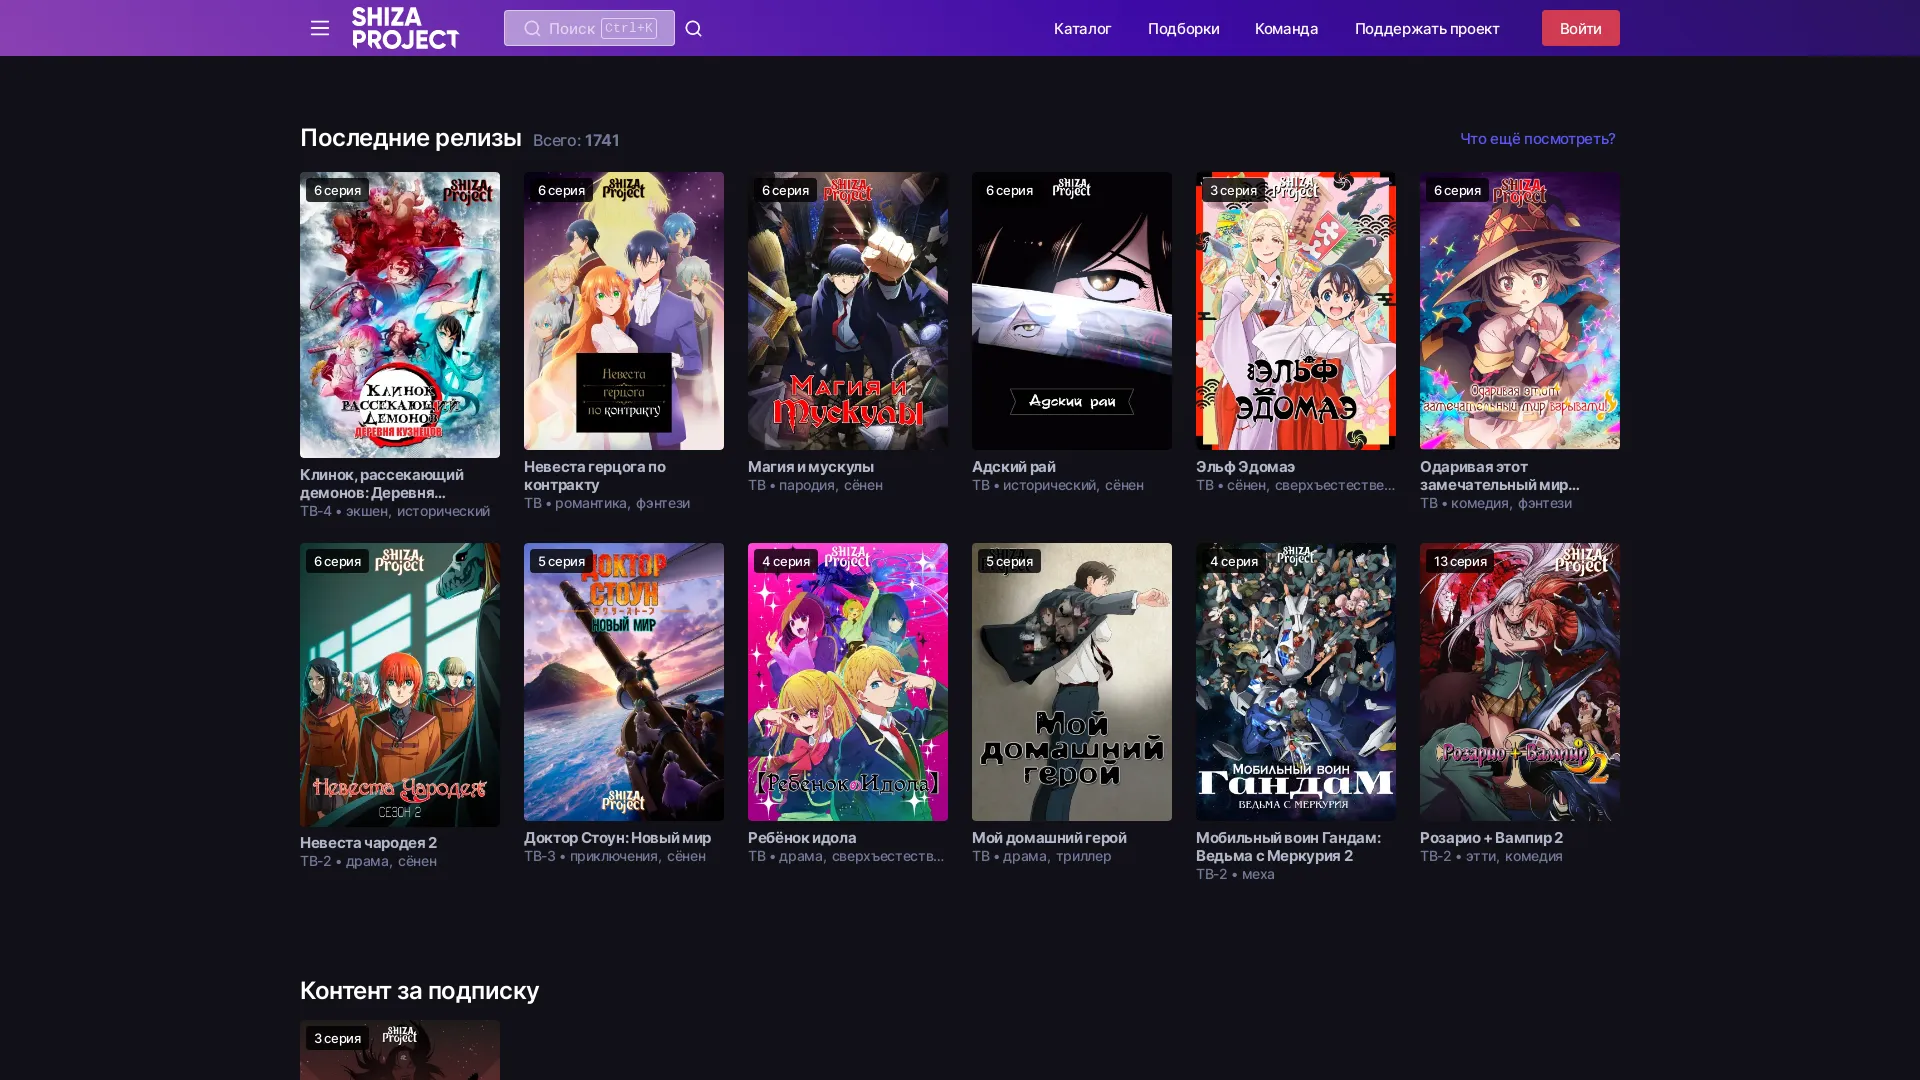 SHIZA
PROJECT
Поиск Ctrl+K
Каталог
Подборки
Команда
Поддержать проект
Войти
Последние релизы
Всего: 1741
Что ещё посмотреть?
6 серия
SHIZA Project
Клинок
рассекающий
Демонов
ДЕРЕВНЯ КУЗНЕЦОВ
6 серия
SHIZA Project
Невеста
герцога
по контракту
6 серия
SHIZA Project
Магия и
Мускулы
6 серия
SHIZA Project
Адский рай
3 серия
SHIZA Project
ЭЛЬФ
ЭДОМАЭ
6 серия
SHIZA Project
Одаривая этот
замечательный мир взрывами!
Клинок, рассекающий
демонов: Деревня...
ТВ-4 • экшен, исторический
Невеста герцога по
контракту
ТВ • романтика, фэнтези
Магия и мускулы
ТВ • пародия, сёнен
Адский рай
ТВ • исторический, сёнен
Эльф Эдомаэ
ТВ • сёнен, сверхъестестве...
Одаривая этот
замечательный мир...
ТВ • комедия, фэнтези
6 серия
SHIZA Project
Невеста Чародея
СЕЗОН 2
5 серия
ДОКТОР
СТОУН
ドクターストーン
НОВЫЙ МИР
SHIZA Project
4 серия
SHIZA Project
【Ребёнок Идола】
5 серия
Мой
домашний
герой
4 серия
SHIZA Project
Мобильный воин
ГАНДАМ
ВЕДЬМА С МЕРКУРИЯ
13 серия
SHIZA Project
Розарио + Вампир 2
Невеста чародея 2
ТВ-2 • драма, сёнен
Доктор Стоун: Новый мир
ТВ-3 • приключения, сёнен
Ребёнок идола
ТВ • драма, сверхъестеств...
Мой домашний герой
ТВ • драма, триллер
Мобильный воин Гандам:
Ведьма с Меркурия 2
ТВ-2 • меха
Розарио + Вампир 2
ТВ-2 • этти, комедия
Контент за подписку
3 серия
SHIZA Project